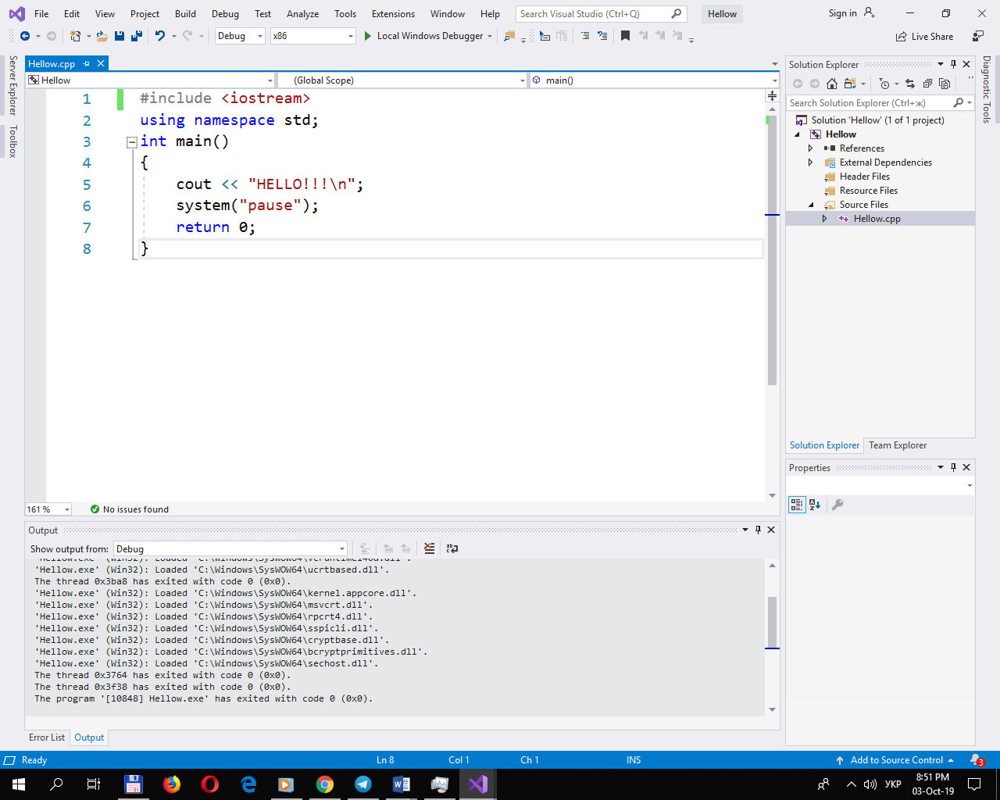 File Edit View Project Build Debug Test Analyze Tools Extensions Window Help Search Visual Studio (Ctrl+Q) Hellow Sign in
Debug x86 Local Windows Debugger Live Share
Server Explorer
Toolbox
Hellow.cpp
Hellow (Global Scope) main()
1 #include <iostream>
2 using namespace std;
3 int main()
4 {
5 cout << "HELLO!!!\n";
6 system("pause");
7 return 0;
8 }
161 % No issues found
Output
Show output from: Debug
'Hellow.exe' (Win32): Loaded 'C:\Windows\SysWOW64\vcruntime140d.dll'.
'Hellow.exe' (Win32): Loaded 'C:\Windows\SysWOW64\ucrtbased.dll'.
The thread 0x3ba8 has exited with code 0 (0x0).
'Hellow.exe' (Win32): Loaded 'C:\Windows\SysWOW64\kernel.appcore.dll'.
'Hellow.exe' (Win32): Loaded 'C:\Windows\SysWOW64\msvcrt.dll'.
'Hellow.exe' (Win32): Loaded 'C:\Windows\SysWOW64\rpcrt4.dll'.
'Hellow.exe' (Win32): Loaded 'C:\Windows\SysWOW64\sspicli.dll'.
'Hellow.exe' (Win32): Loaded 'C:\Windows\SysWOW64\cryptbase.dll'.
'Hellow.exe' (Win32): Loaded 'C:\Windows\SysWOW64\bcryptprimitives.dll'.
'Hellow.exe' (Win32): Loaded 'C:\Windows\SysWOW64\sechost.dll'.
The thread 0x3764 has exited with code 0 (0x0).
The thread 0x3f38 has exited with code 0 (0x0).
The program '[10848] Hellow.exe' has exited with code 0 (0x0).
Error List Output
Solution Explorer
Search Solution Explorer (Ctrl+ж)
Solution 'Hellow' (1 of 1 project)
Hellow
References
External Dependencies
Header Files
Resource Files
Source Files
Hellow.cpp
Solution Explorer Team Explorer
Properties
Diagnostic Tools
Ready Ln 8 Col 1 Ch 1 INS Add to Source Control 3
УКР 8:51 PM
03-Oct-19